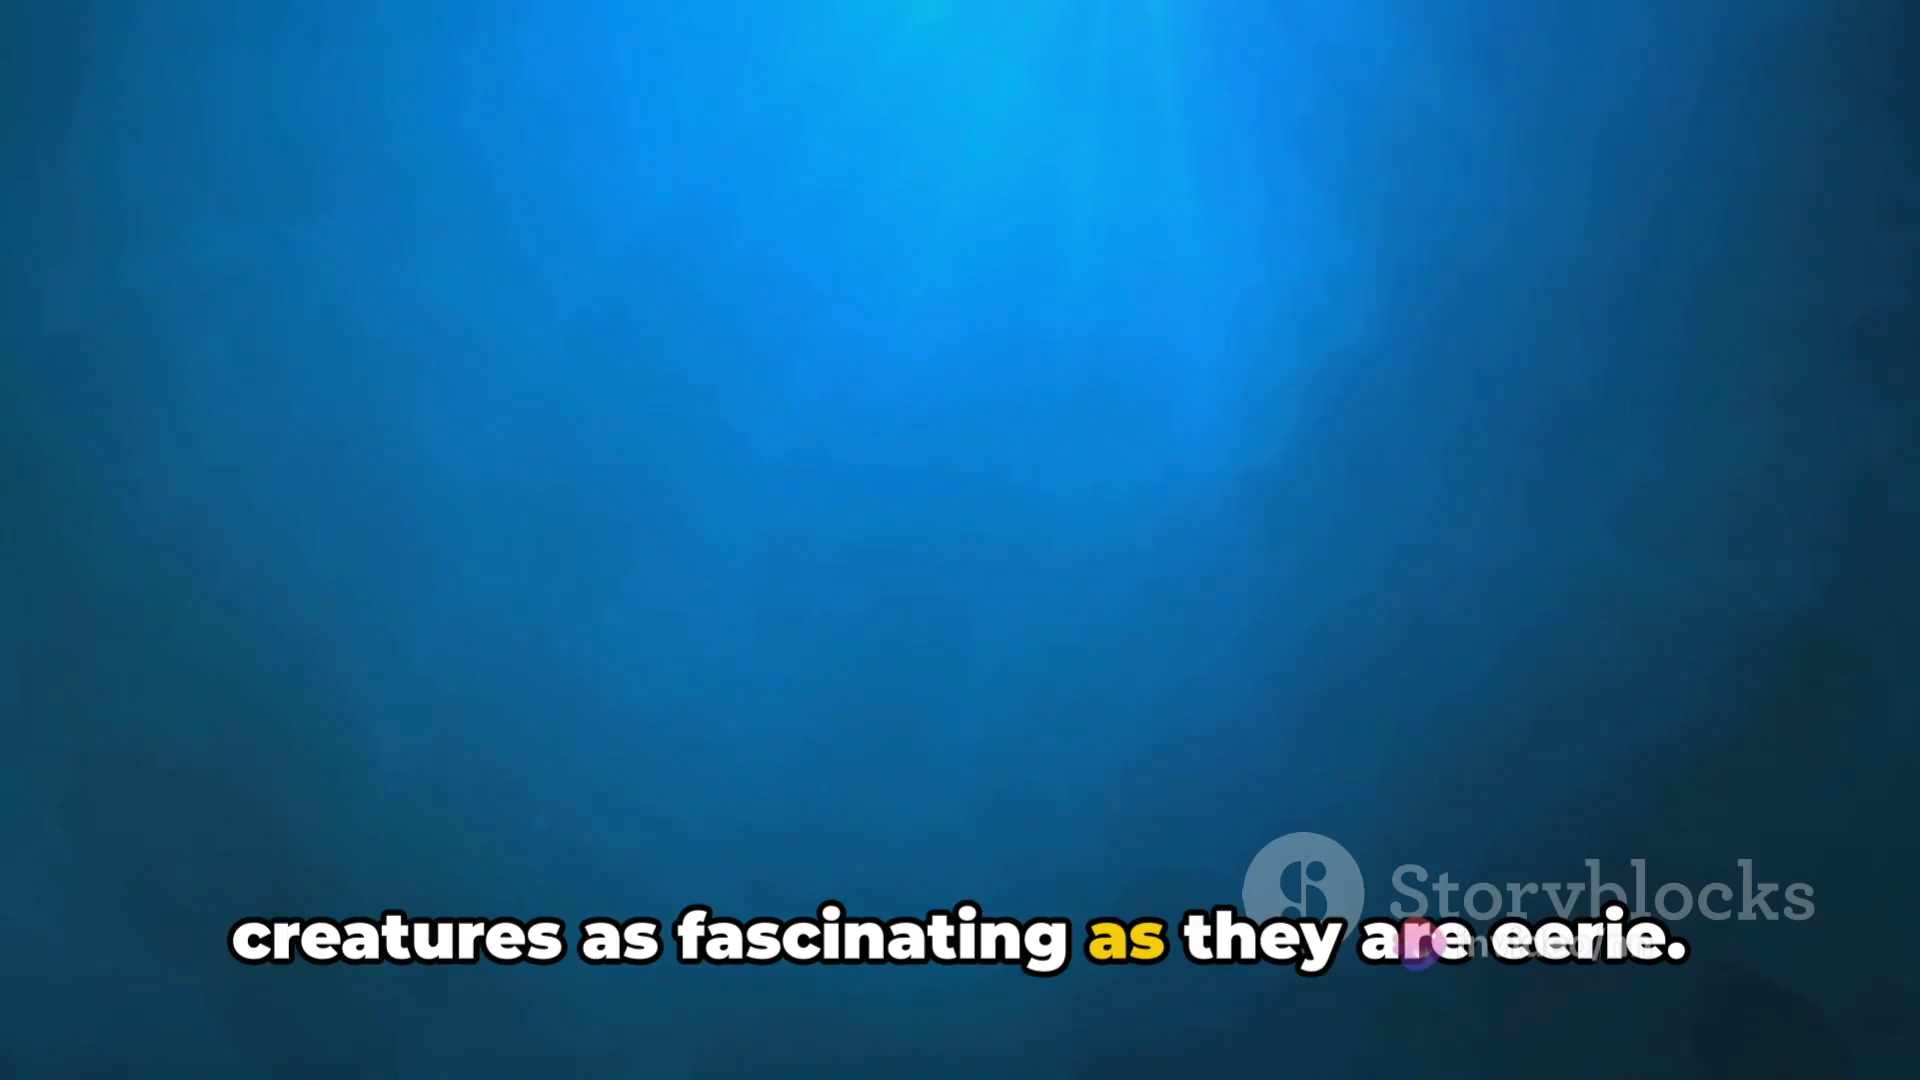 Storyblocks
creatures as fascinating as they are eerie.